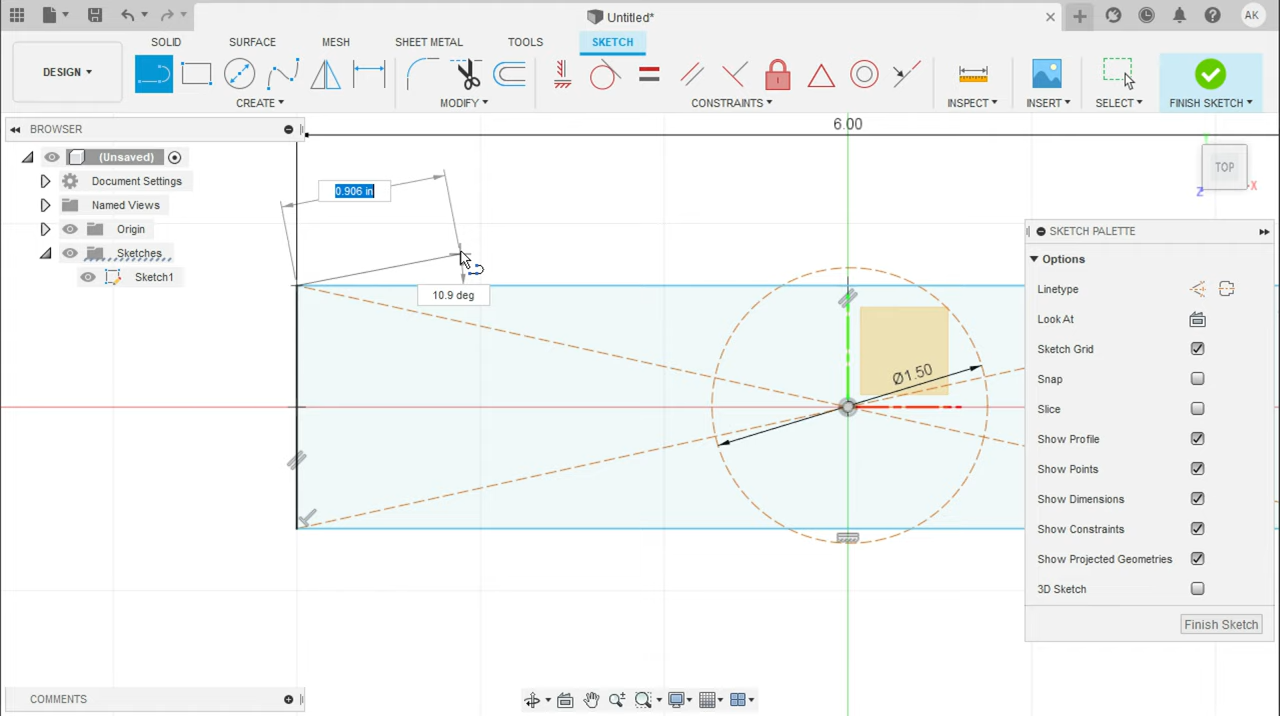 Untitled*
AK
DESIGN
SOLID
SURFACE
MESH
SHEET METAL
TOOLS
SKETCH
CREATE
MODIFY
CONSTRAINTS
INSPECT
INSERT
SELECT
FINISH SKETCH
BROWSER
(Unsaved)
Document Settings
Named Views
Origin
Sketches
Sketch1
6.00
0.906 in
10.9 deg
Ø1.50
TOP
X
Z
SKETCH PALETTE
Options
Linetype
Look At
Sketch Grid
Snap
Slice
Show Profile
Show Points
Show Dimensions
Show Constraints
Show Projected Geometries
3D Sketch
Finish Sketch
COMMENTS